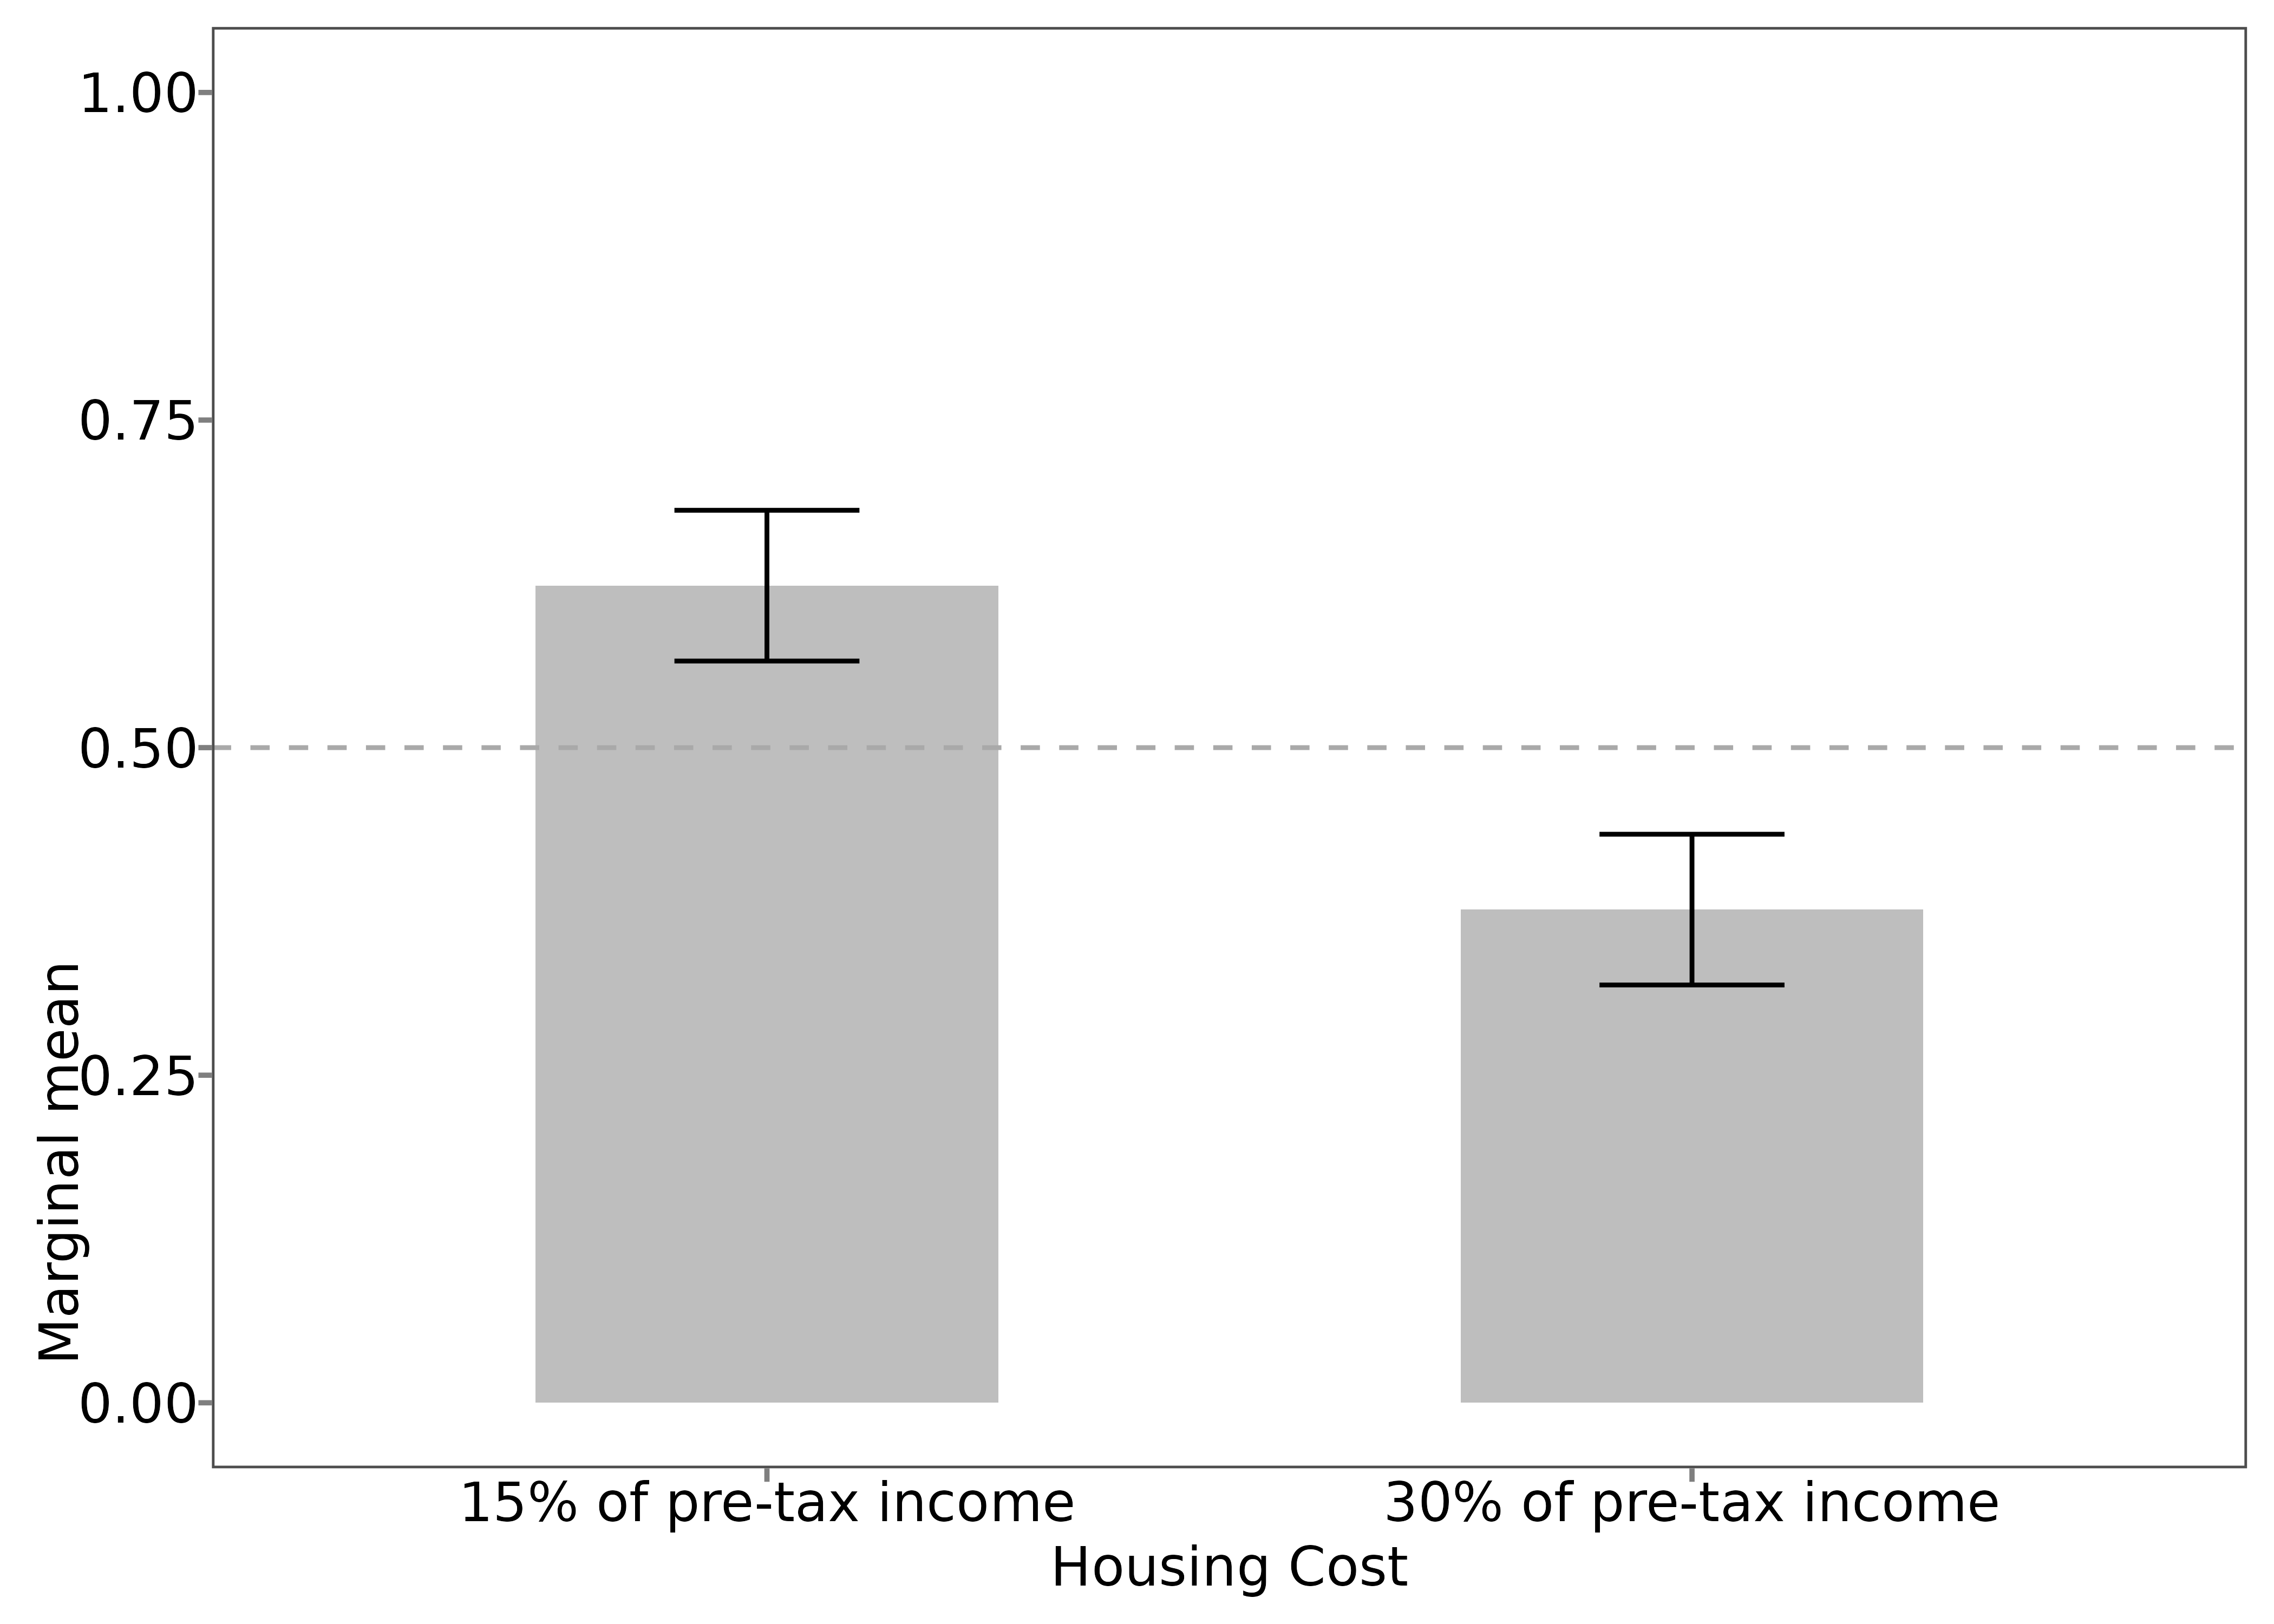 1.00
0.75
0.50
0.25
0.00
Marginal mean
15% of pre-tax income
30% of pre-tax income
Housing Cost